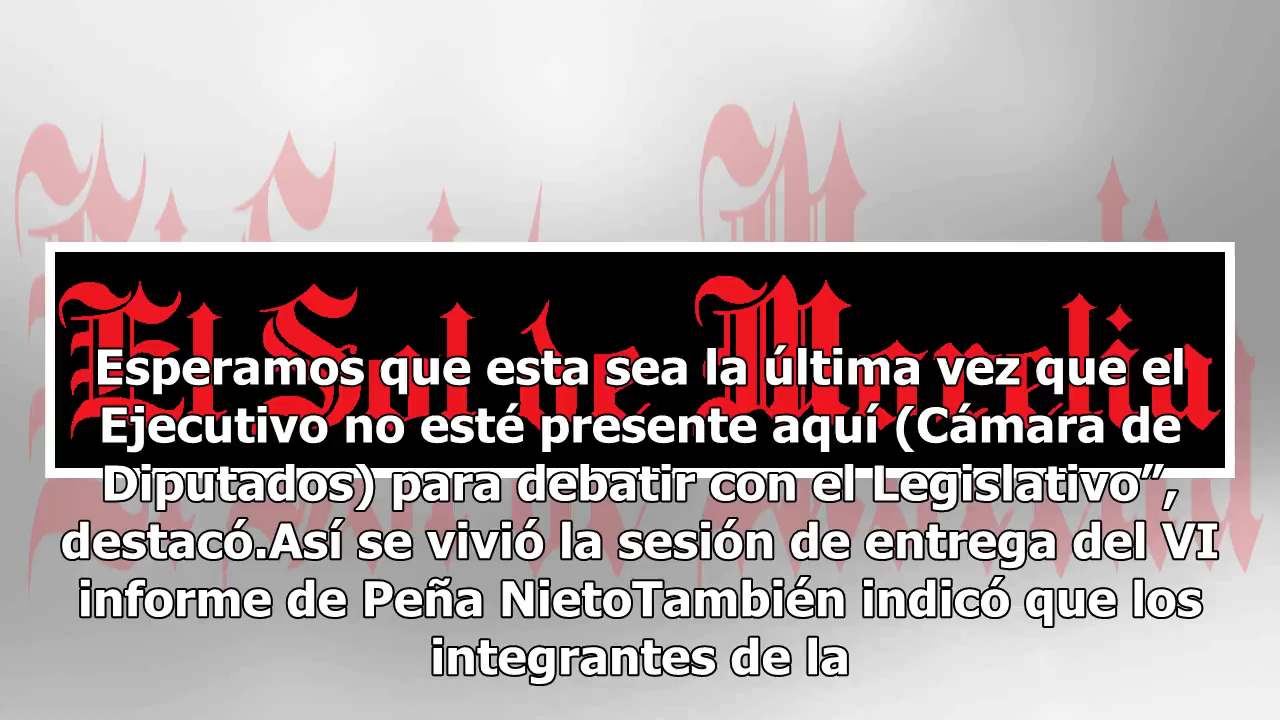 El Sol de Morelia
Esperamos que esta sea la última vez que el
Ejecutivo no esté presente aquí (Cámara de
Diputados) para debatir con el Legislativo”,
destacó.Así se vivió la sesión de entrega del VI
informe de Peña NietoTambién indicó que los
integrantes de la